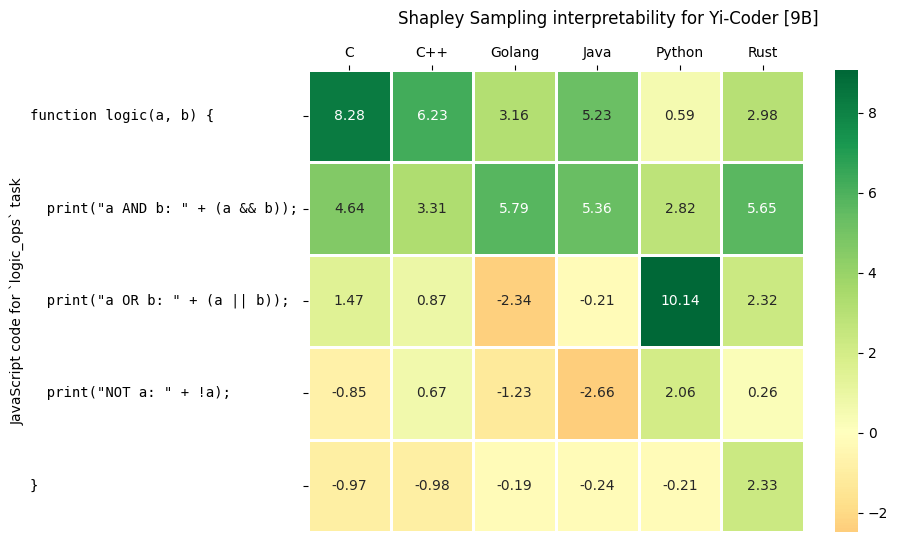 Shapley Sampling interpretability for Yi-Coder [9B]
C C++ Golang Java Python Rust
JavaScript code for `logic_ops` task
function logic(a, b) { 8.28 6.23 3.16 5.23 0.59 2.98
print("a AND b: " + (a && b)); 4.64 3.31 5.79 5.36 2.82 5.65
print("a OR b: " + (a || b)); 1.47 0.87 -2.34 -0.21 10.14 2.32
print("NOT a: " + !a); -0.85 0.67 -1.23 -2.66 2.06 0.26
} -0.97 -0.98 -0.19 -0.24 -0.21 2.33
8
6
4
2
0
−2